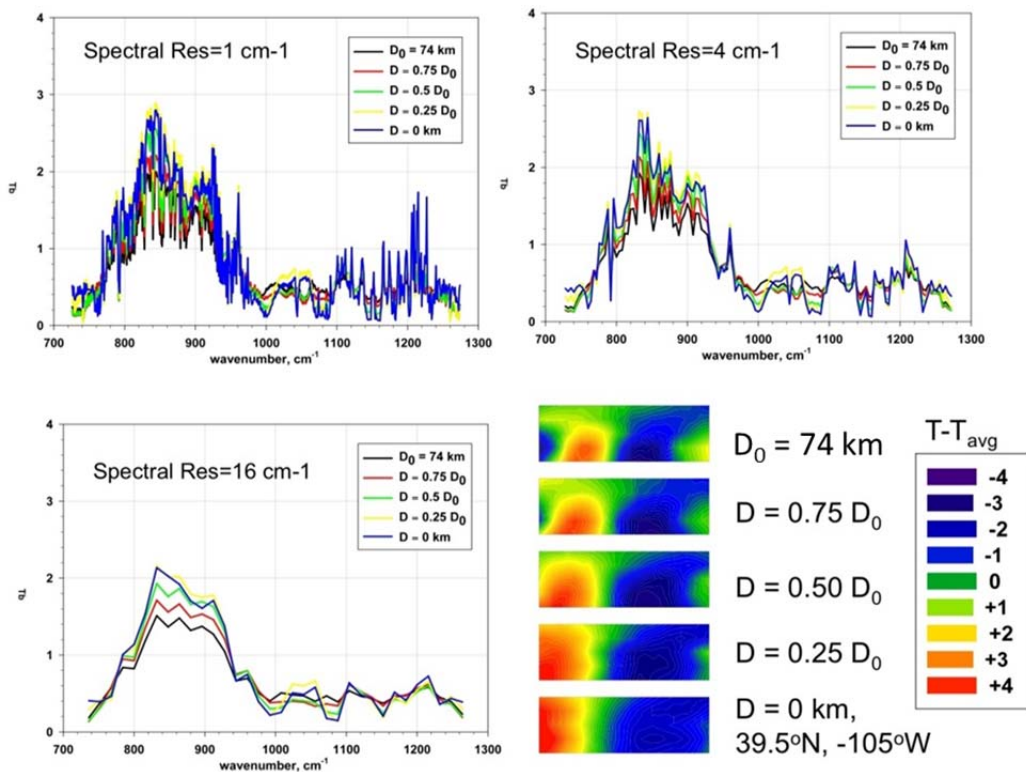 4
3
2
1
0
Tb
Spectral Res=1 cm-1
D0 = 74 km
D = 0.75 D0
D = 0.5 D0
D = 0.25 D0
D = 0 km
700 800 900 1000 1100 1200 1300
wavenumber, cm-1
4
3
2
1
0
Tb
Spectral Res=4 cm-1
D0 = 74 km
D = 0.75 D0
D = 0.5 D0
D = 0.25 D0
D = 0 km
700 800 900 1000 1100 1200 1300
wavenumber, cm-1
4
3
2
1
0
Tb
Spectral Res=16 cm-1
D0 = 74 km
D = 0.75 D0
D = 0.5 D0
D = 0.25 D0
D = 0 km
700 800 900 1000 1100 1200 1300
wavenumber, cm-1
D0 = 74 km
D = 0.75 D0
D = 0.50 D0
D = 0.25 D0
D = 0 km,
39.5oN, -105oW
T-Tavg
-4
-3
-2
-1
0
+1
+2
+3
+4